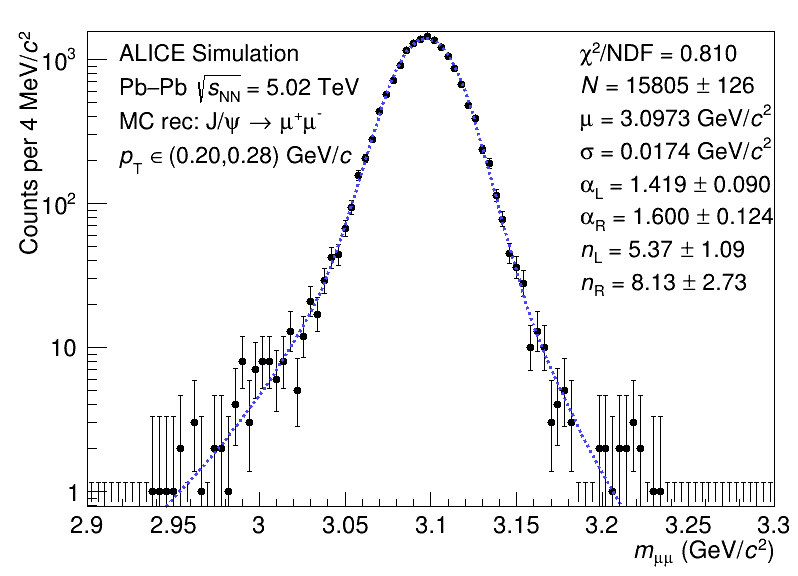 Counts per 4 MeV/c²
10³
10²
10
1
ALICE Simulation
Pb–Pb √sNN = 5.02 TeV
MC rec: J/ψ → μ⁺μ⁻
pT ∈ (0.20,0.28) GeV/c
χ²/NDF = 0.810
N = 15805 ± 126
μ = 3.0973 GeV/c²
σ = 0.0174 GeV/c²
αL = 1.419 ± 0.090
αR = 1.600 ± 0.124
nL = 5.37 ± 1.09
nR = 8.13 ± 2.73
2.9 2.95 3 3.05 3.1 3.15 3.2 3.25 3.3
mμμ (GeV/c²)